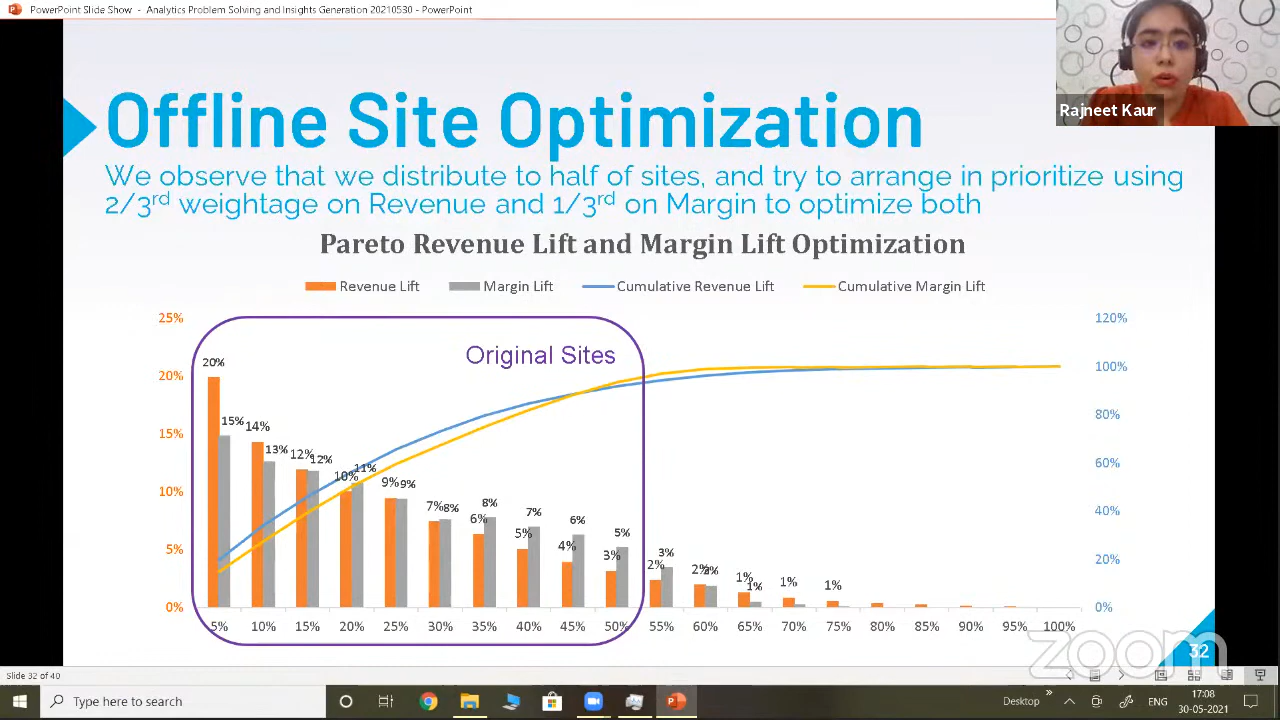 PowerPoint Slide Show - Analytics Problem Solving and Insights Generation 20210530 - PowerPoint
Rajneet Kaur
Offline Site Optimization
We observe that we distribute to half of sites, and try to arrange in prioritize using
2/3rd weightage on Revenue and 1/3rd on Margin to optimize both
Pareto Revenue Lift and Margin Lift Optimization
Revenue Lift Margin Lift Cumulative Revenue Lift Cumulative Margin Lift
25% 120%
Original Sites
20% 100%
20%
15% 80%
15% 14% 13% 12% 12% 10% 11% 9% 9% 7% 8% 6% 8% 5% 7% 4% 6% 3% 5% 2% 3% 2% 2% 1% 1% 1% 1%
60%
10%
40%
5% 20%
0% 0%
5% 10% 15% 20% 25% 30% 35% 40% 45% 50% 55% 60% 65% 70% 75% 80% 85% 90% 95% 100%
32
zoom
Slide 32 of 40
Type here to search
Desktop
ENG
17:08
30-05-2021